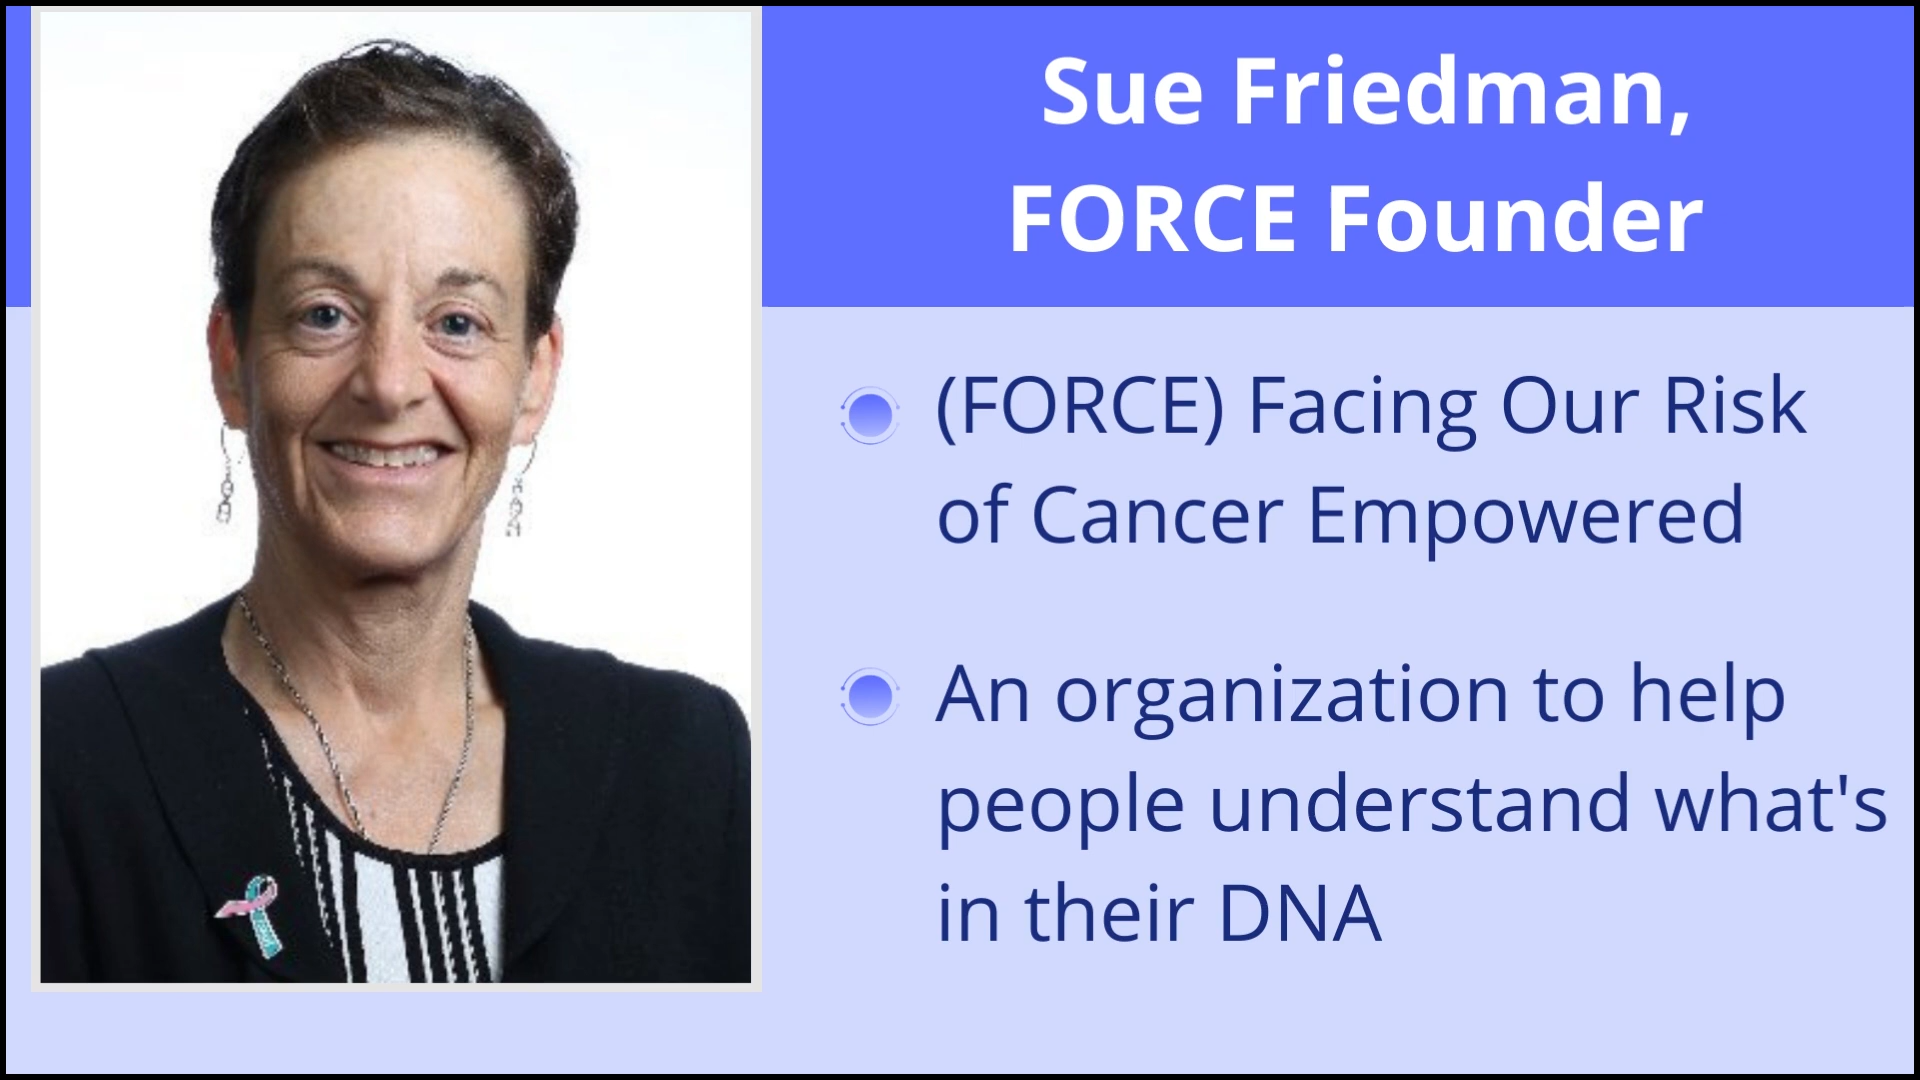 Sue Friedman,
FORCE Founder
(FORCE) Facing Our Risk
of Cancer Empowered
An organization to help
people understand what's
in their DNA